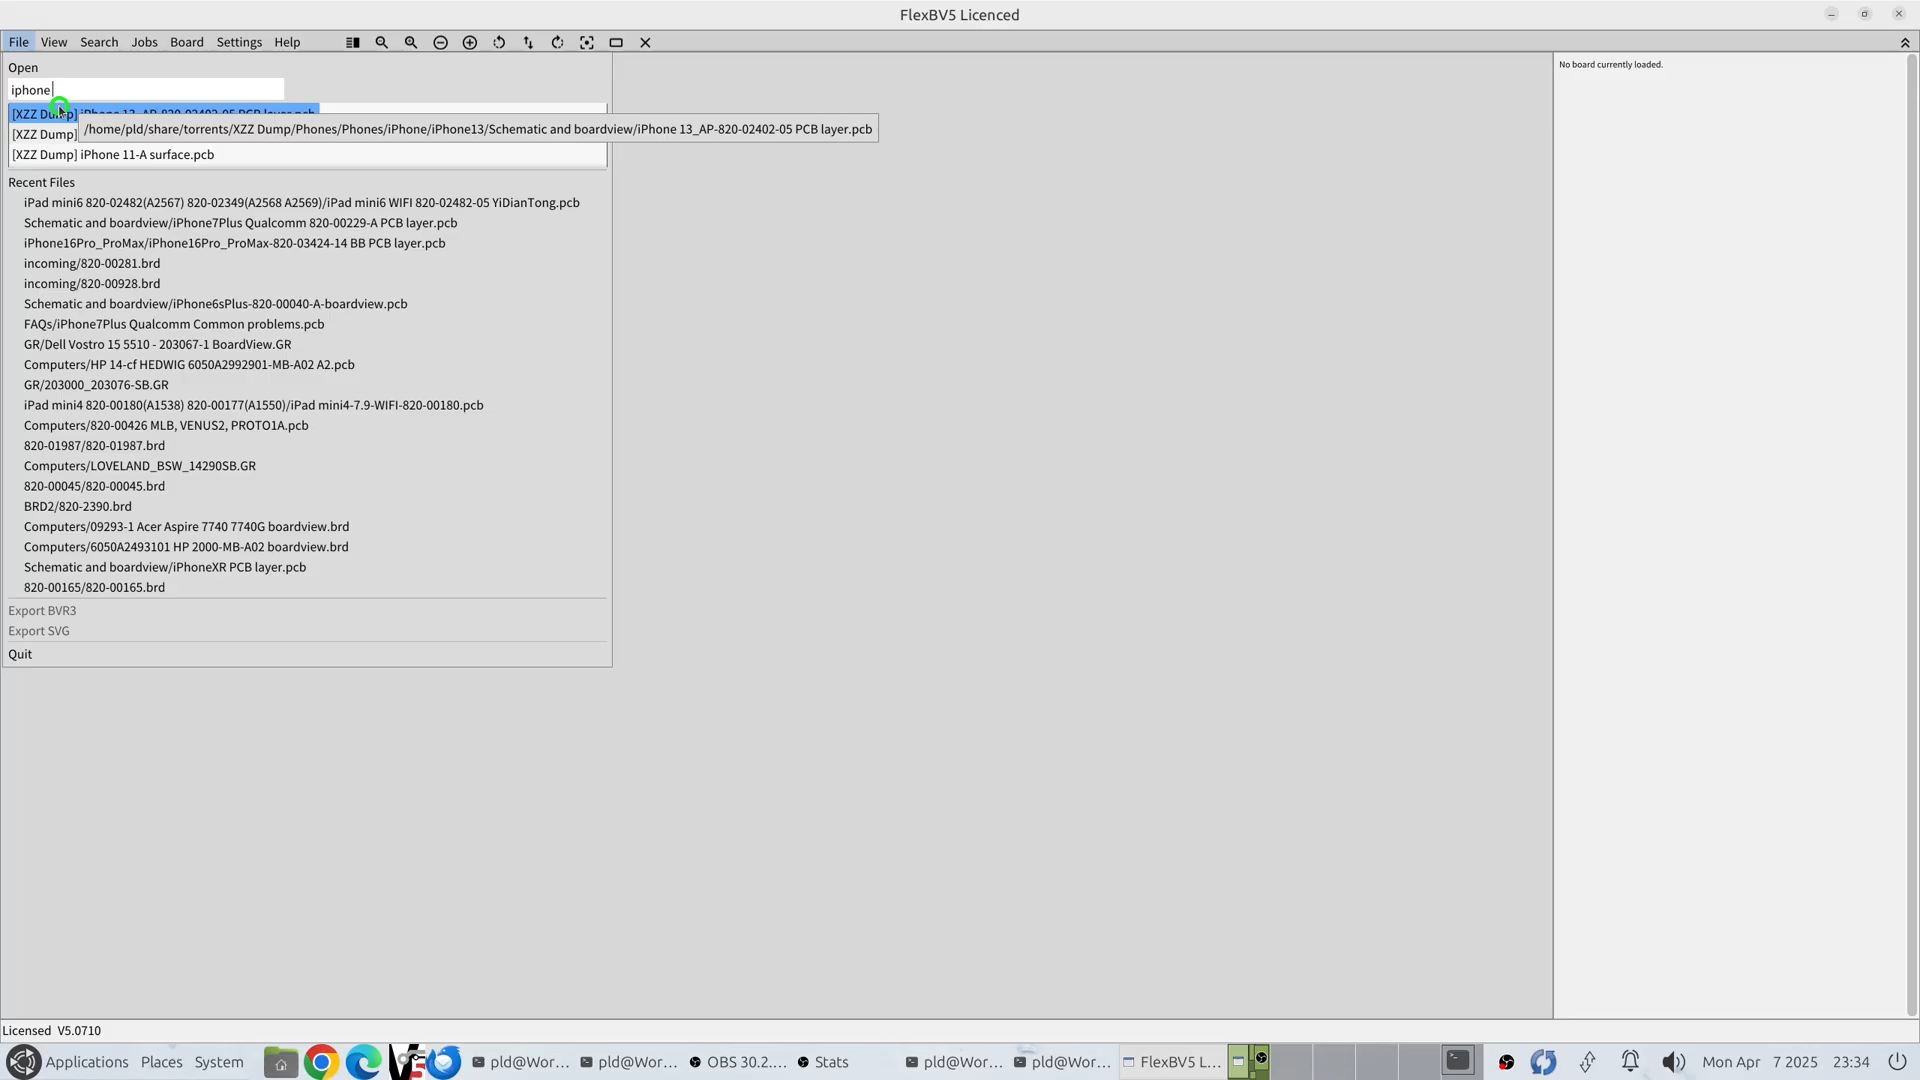 FlexBV5 Licenced
File View Search Jobs Board Settings Help
Open
iphone
[XZZ Dump] iPhone 13_AP-820-02402-05 PCB layer.pcb
/home/pld/share/torrents/XZZ Dump/Phones/Phones/iPhone/iPhone13/Schematic and boardview/iPhone 13_AP-820-02402-05 PCB layer.pcb
[XZZ Dump]
[XZZ Dump] iPhone 11-A surface.pcb
Recent Files
iPad mini6 820-02482(A2567) 820-02349(A2568 A2569)/iPad mini6 WIFI 820-02482-05 YiDianTong.pcb
Schematic and boardview/iPhone7Plus Qualcomm 820-00229-A PCB layer.pcb
iPhone16Pro_ProMax/iPhone16Pro_ProMax-820-03424-14 BB PCB layer.pcb
incoming/820-00281.brd
incoming/820-00928.brd
Schematic and boardview/iPhone6sPlus-820-00040-A-boardview.pcb
FAQs/iPhone7Plus Qualcomm Common problems.pcb
GR/Dell Vostro 15 5510 - 203067-1 BoardView.GR
Computers/HP 14-cf HEDWIG 6050A2992901-MB-A02 A2.pcb
GR/203000_203076-SB.GR
iPad mini4 820-00180(A1538) 820-00177(A1550)/iPad mini4-7.9-WIFI-820-00180.pcb
Computers/820-00426 MLB, VENUS2, PROTO1A.pcb
820-01987/820-01987.brd
Computers/LOVELAND_BSW_14290SB.GR
820-00045/820-00045.brd
BRD2/820-2390.brd
Computers/09293-1 Acer Aspire 7740 7740G boardview.brd
Computers/6050A2493101 HP 2000-MB-A02 boardview.brd
Schematic and boardview/iPhoneXR PCB layer.pcb
820-00165/820-00165.brd
Export BVR3
Export SVG
Quit
No board currently loaded.
Licensed V5.0710
Applications Places System pld@Wor... pld@Wor... OBS 30.2.... Stats pld@Wor... pld@Wor... FlexBV5 L... Mon Apr 7 2025 23:34